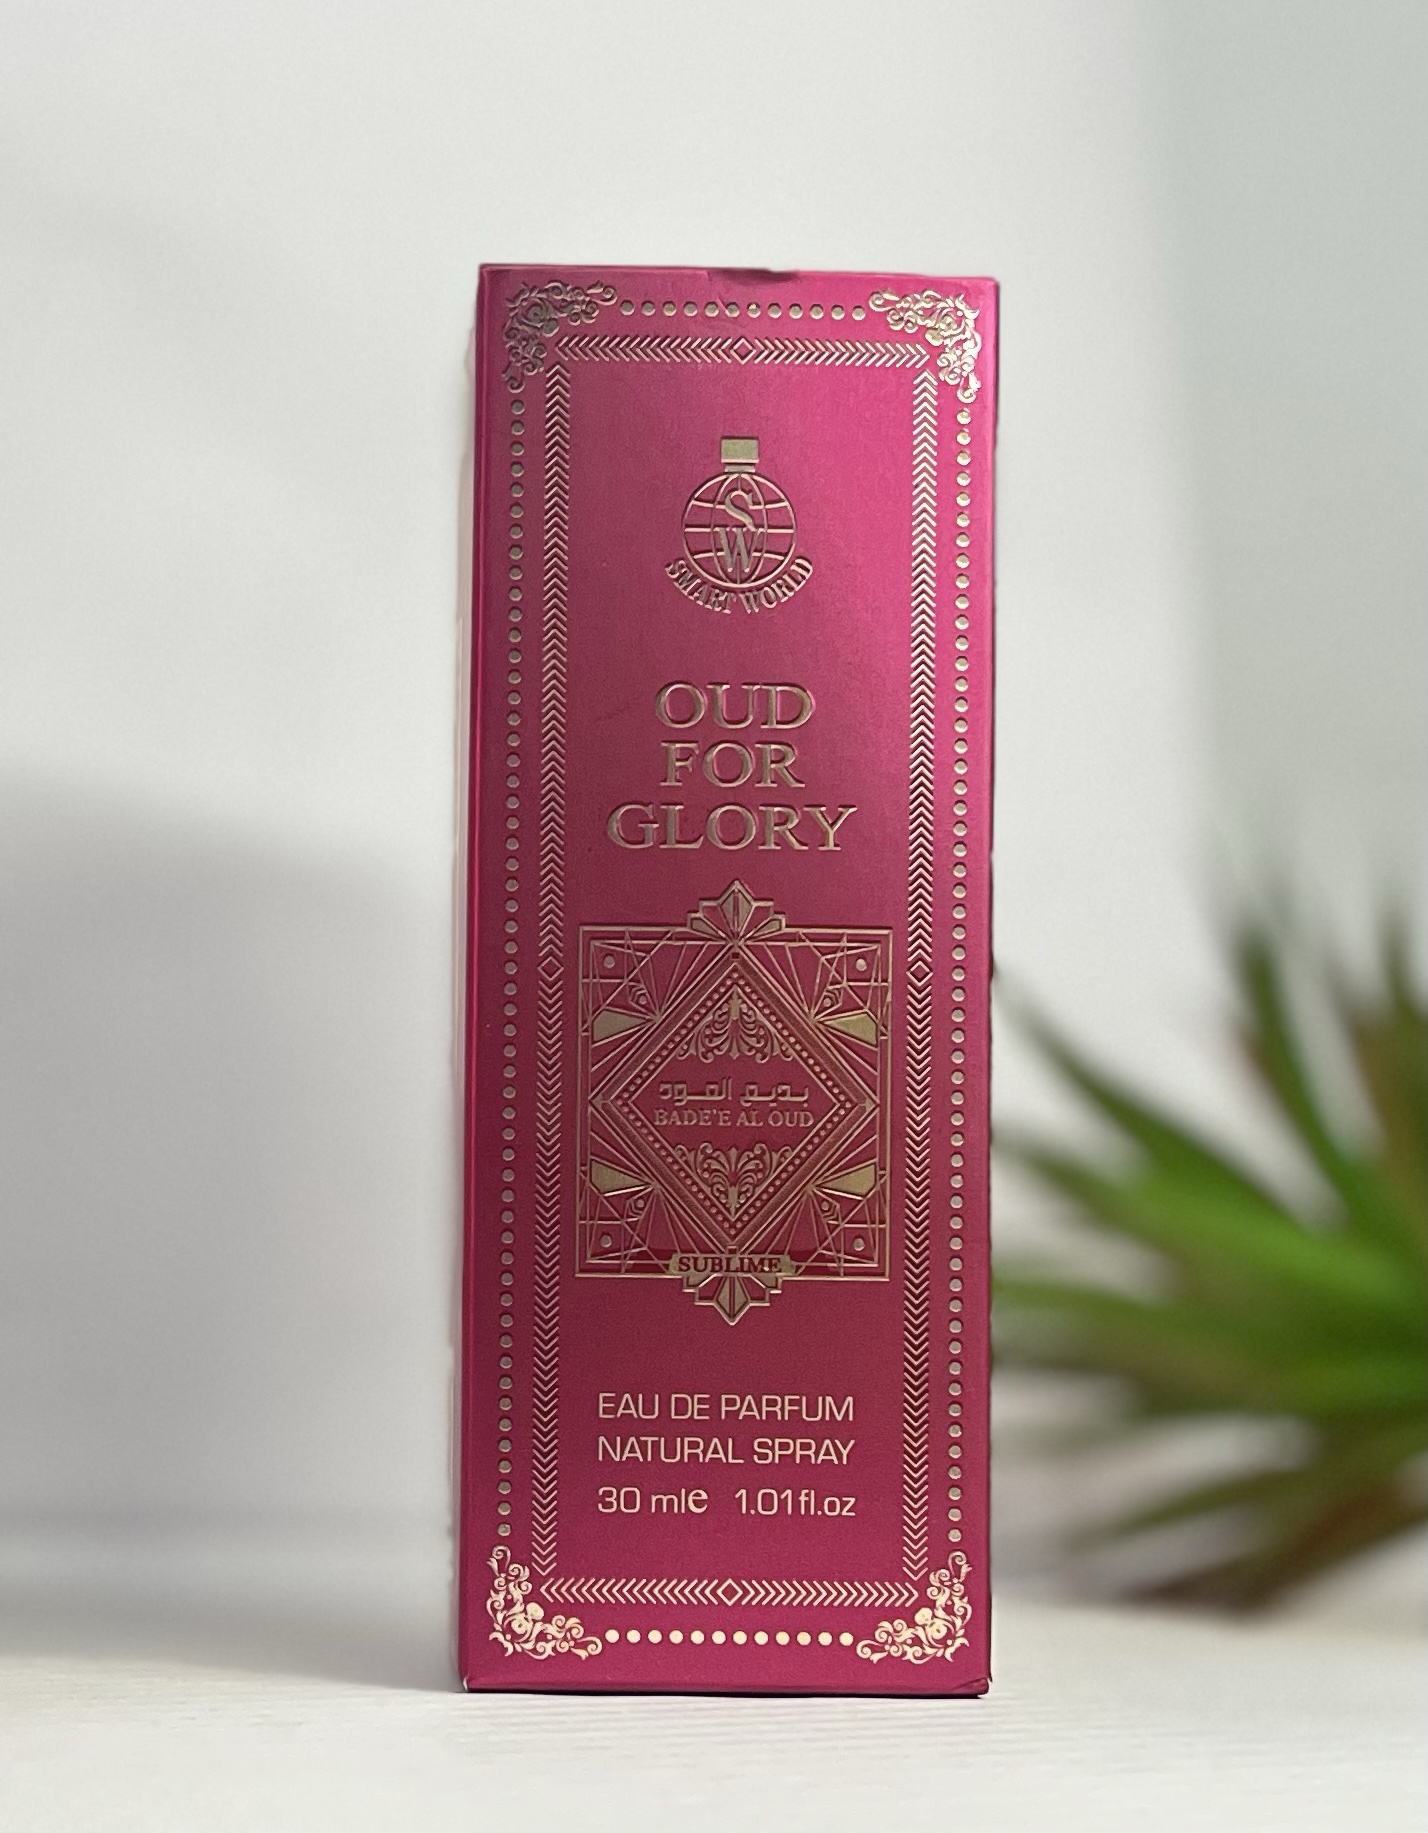 S
W
SMART WORLD
OUD
FOR
GLORY
بديع العود
BADE'E AL OUD
SUBLIME
EAU DE PARFUM
NATURAL SPRAY
30 ml℮ 1.01fl.oz